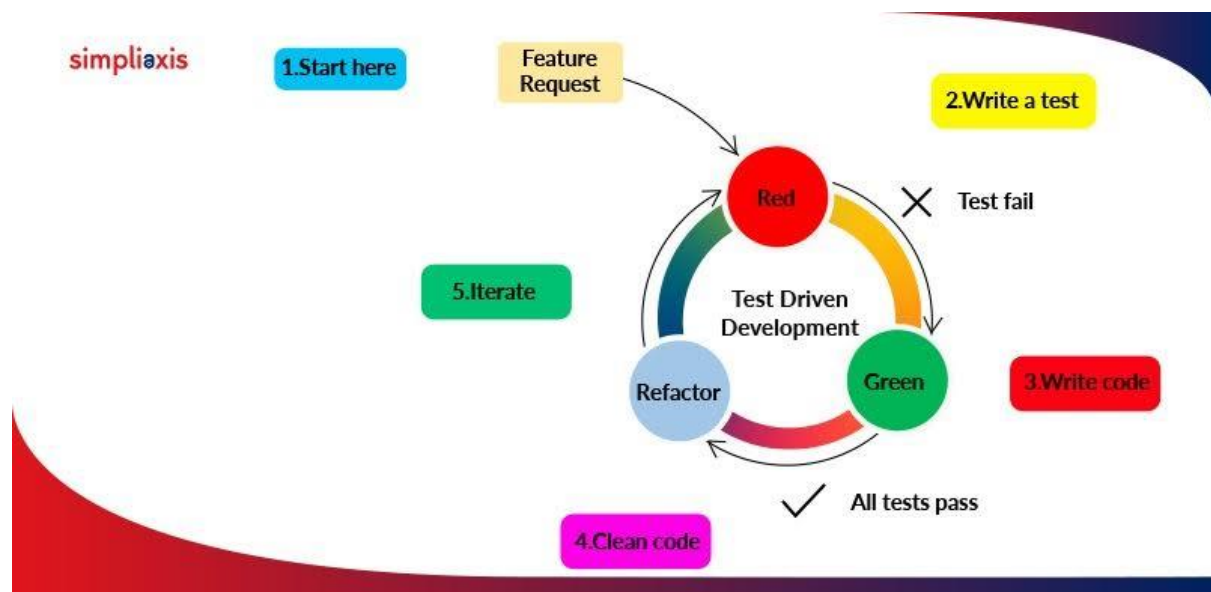 simpliaxis
1.Start here
Feature
Request
2.Write a test
Red
Test fail
5.Iterate
Test Driven
Development
Refactor
Green
3.Write code
All tests pass
4.Clean code